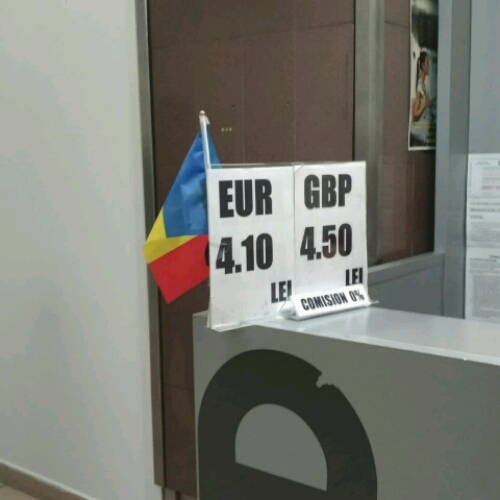 EUR
4.10
LEI
GBP
4.50
LEI
COMISION 0%